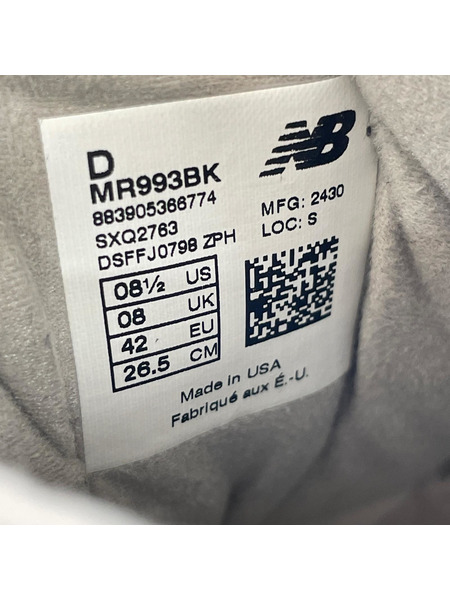 D
MR993BK
883905366774
SXQ2763
DSFFJ0798 ZPH
NB
MFG: 2430
LOC: S
08½ US
08 UK
42 EU
26.5 CM
Made in USA
Fabriqué aux É.-U.